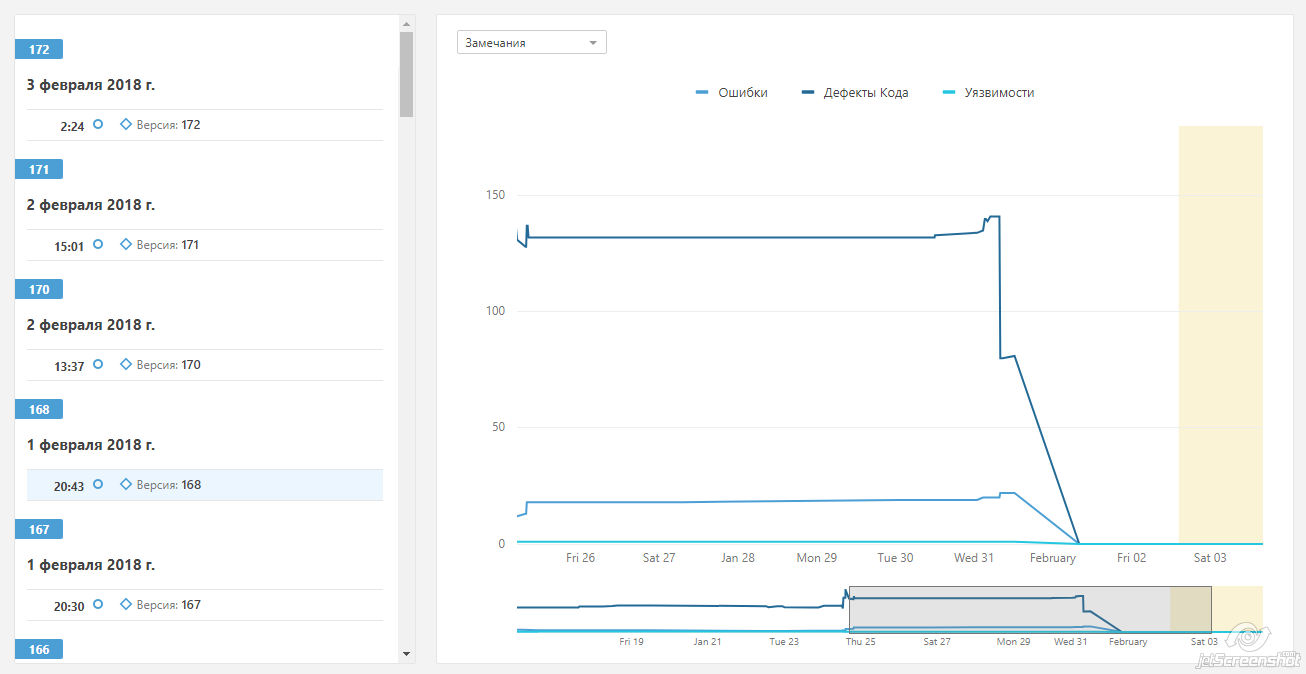 172
3 февраля 2018 г.
2:24 Версия: 172
171
2 февраля 2018 г.
15:01 Версия: 171
170
2 февраля 2018 г.
13:37 Версия: 170
168
1 февраля 2018 г.
20:43 Версия: 168
167
1 февраля 2018 г.
20:30 Версия: 167
166
Замечания
Ошибки Дефекты Кода Уязвимости
150
100
50
0
Fri 26 Sat 27 Jan 28 Mon 29 Tue 30 Wed 31 February Fri 02 Sat 03
Fri 19 Jan 21 Tue 23 Thu 25 Sat 27 Mon 29 Wed 31 February Sat 03
jetScreenshot
.com